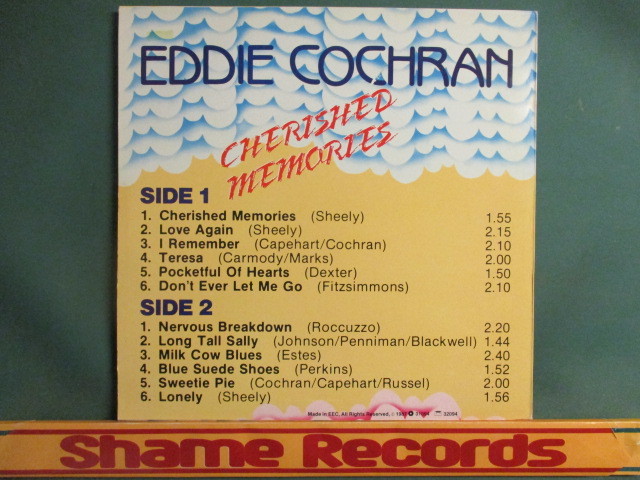 EDDIE COCHRAN
CHERISHED
MEMORIES
SIDE 1
1. Cherished Memories (Sheely) 1.55
2. Love Again (Sheely) 2.15
3. I Remember (Capehart/Cochran) 2.10
4. Teresa (Carmody/Marks) 2.00
5. Pocketful Of Hearts (Dexter) 1.50
6. Don't Ever Let Me Go (Fitzsimmons) 2.10
SIDE 2
1. Nervous Breakdown (Roccuzzo) 2.20
2. Long Tall Sally (Johnson/Penniman/Blackwell) 1.44
3. Milk Cow Blues (Estes) 2.40
4. Blue Suede Shoes (Perkins) 1.52
5. Sweetie Pie (Cochran/Capehart/Russel) 2.00
6. Lonely (Sheely) 1.56
Made in EEC. All Rights Reserved. 32094
Shame Records